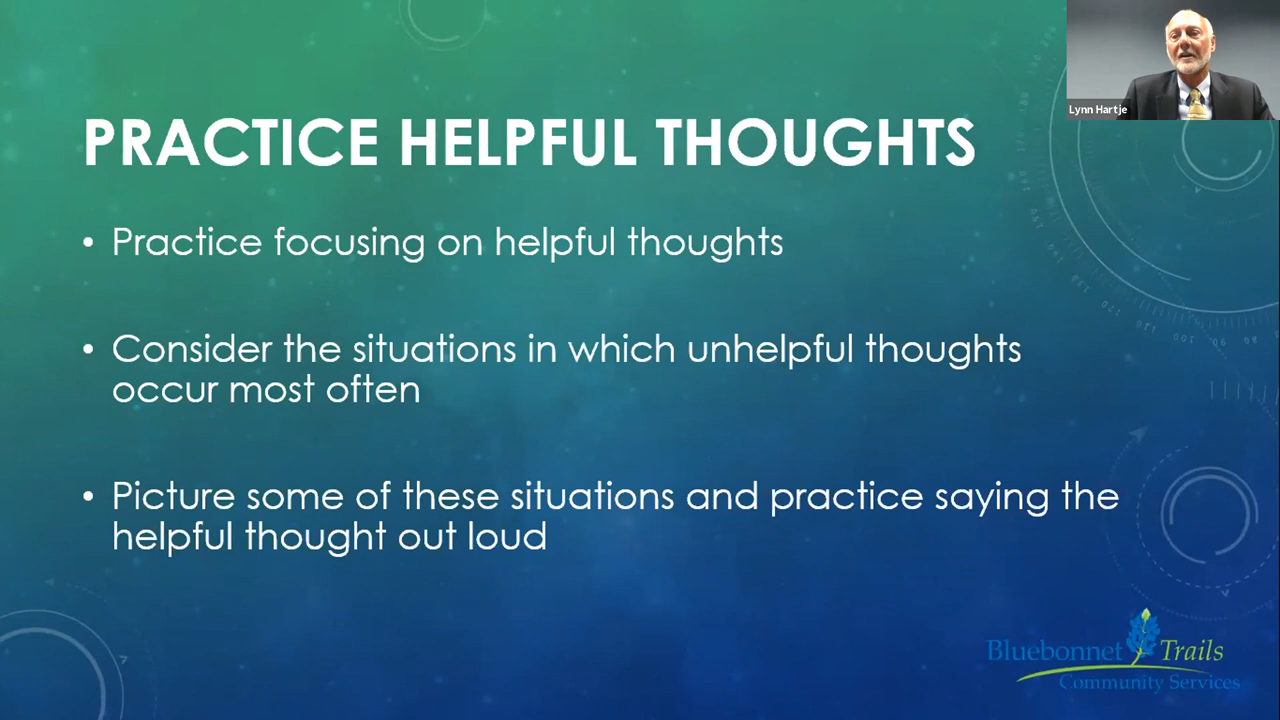 Lynn Hartje
PRACTICE HELPFUL THOUGHTS
• Practice focusing on helpful thoughts
• Consider the situations in which unhelpful thoughts
occur most often
• Picture some of these situations and practice saying the
helpful thought out loud
Bluebonnet Trails
Community Services